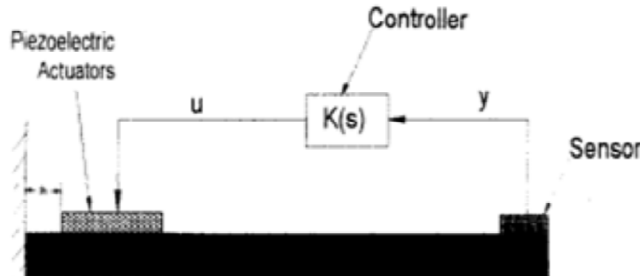 Controller
Piezoelectric
Actuators
u
K(s)
y
Sensor